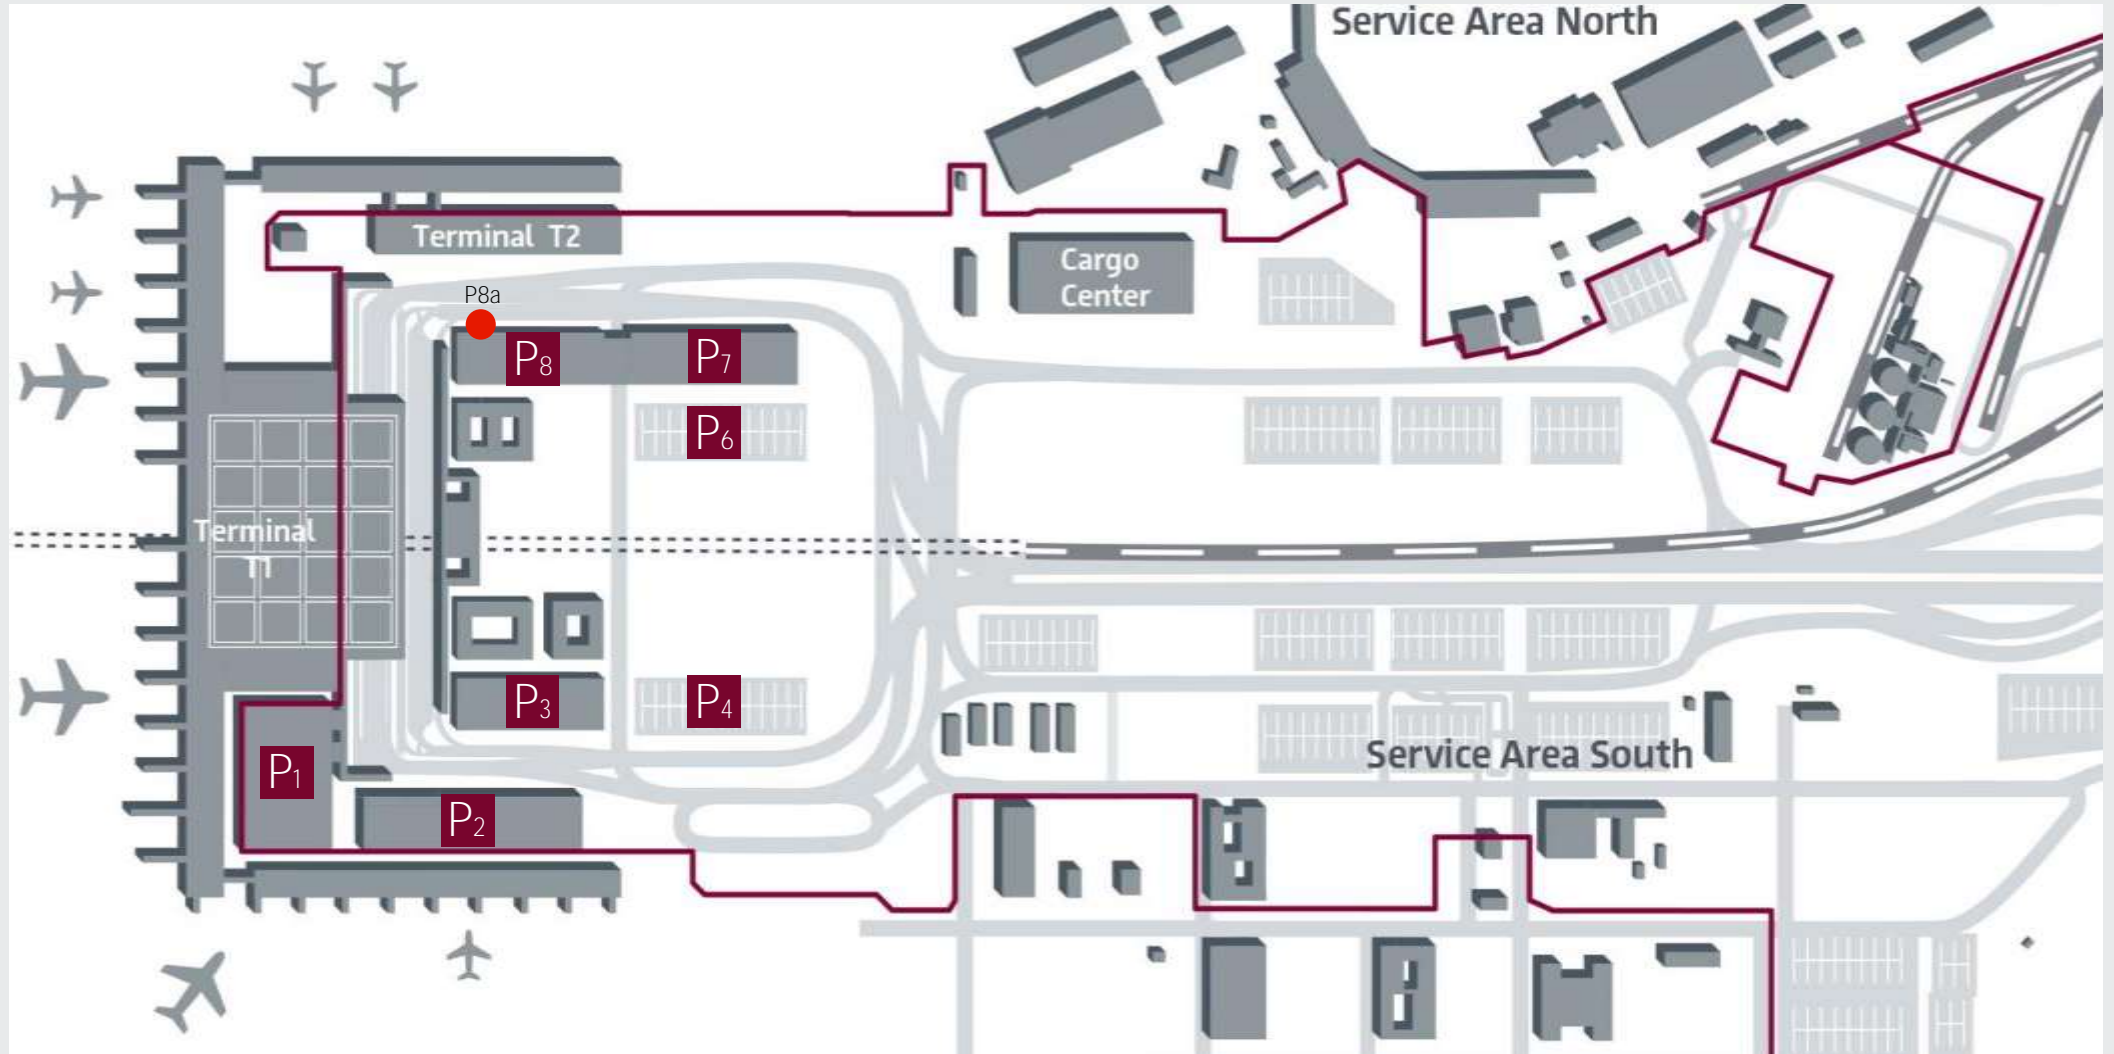 Service Area North
Terminal T2
Cargo
Center
P8a
P8
P7
P6
Terminal
P3
P4
P1
Service Area South
P2